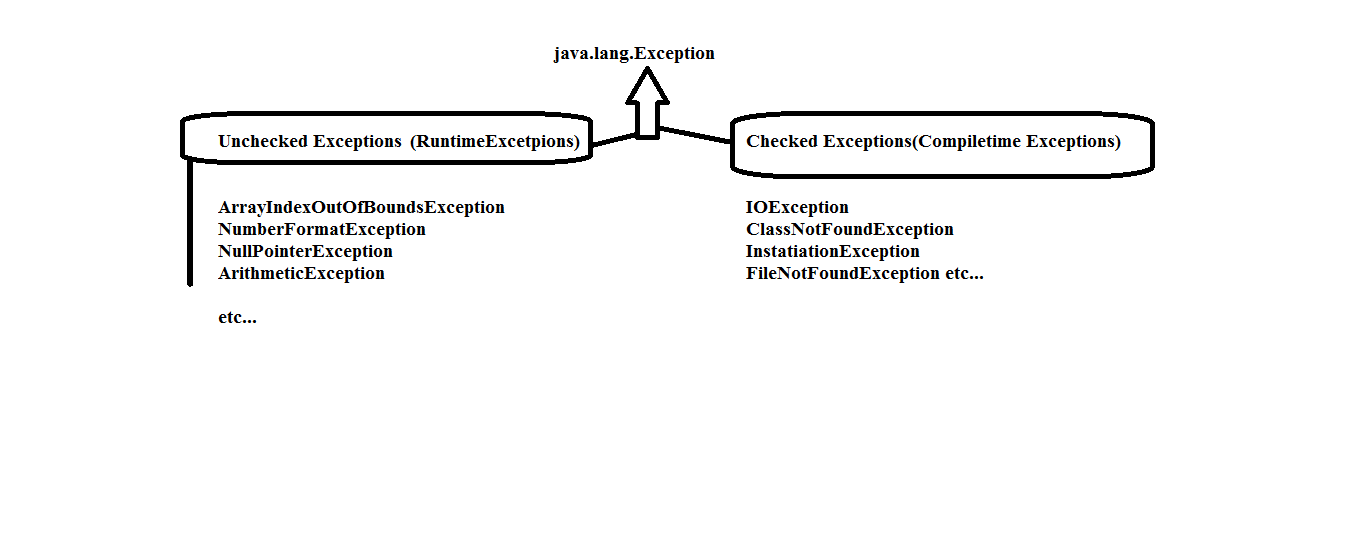 java.lang.Exception
Unchecked Exceptions (RuntimeExcetpions)
Checked Exceptions(Compiletime Exceptions)
ArrayIndexOutOfBoundsException
NumberFormatException
NullPointerException
ArithmeticException
etc...
IOException
ClassNotFoundException
InstatiationException
FileNotFoundException etc...